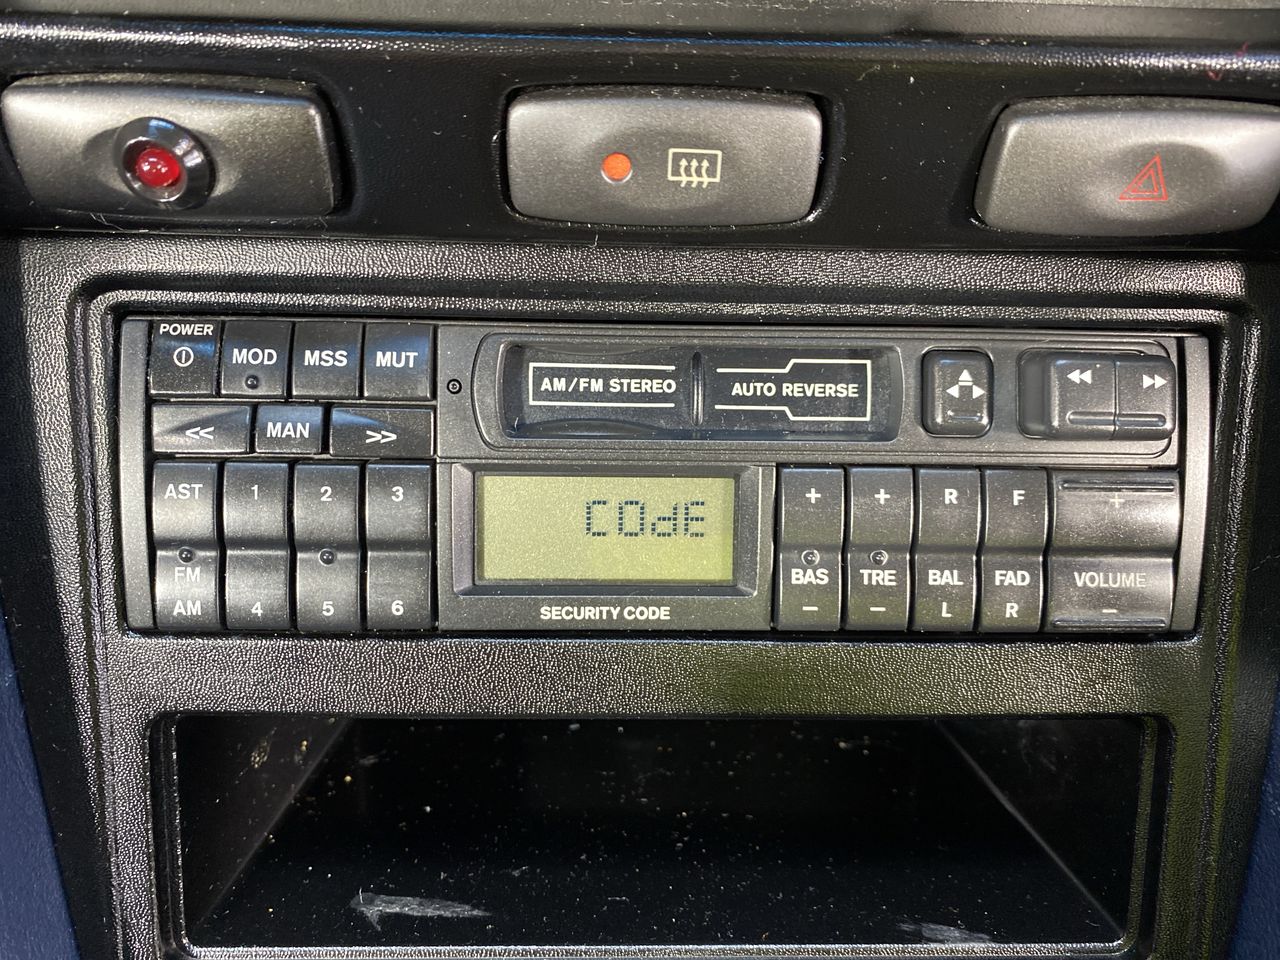 POWER
MOD
MSS
MUT
<<
MAN
>>
AM/FM STEREO
AUTO REVERSE
AST
1
2
3
FM
AM
4
5
6
COdE
SECURITY CODE
+
+
R
F
+
BAS
TRE
BAL
FAD
VOLUME
−
−
L
R
−